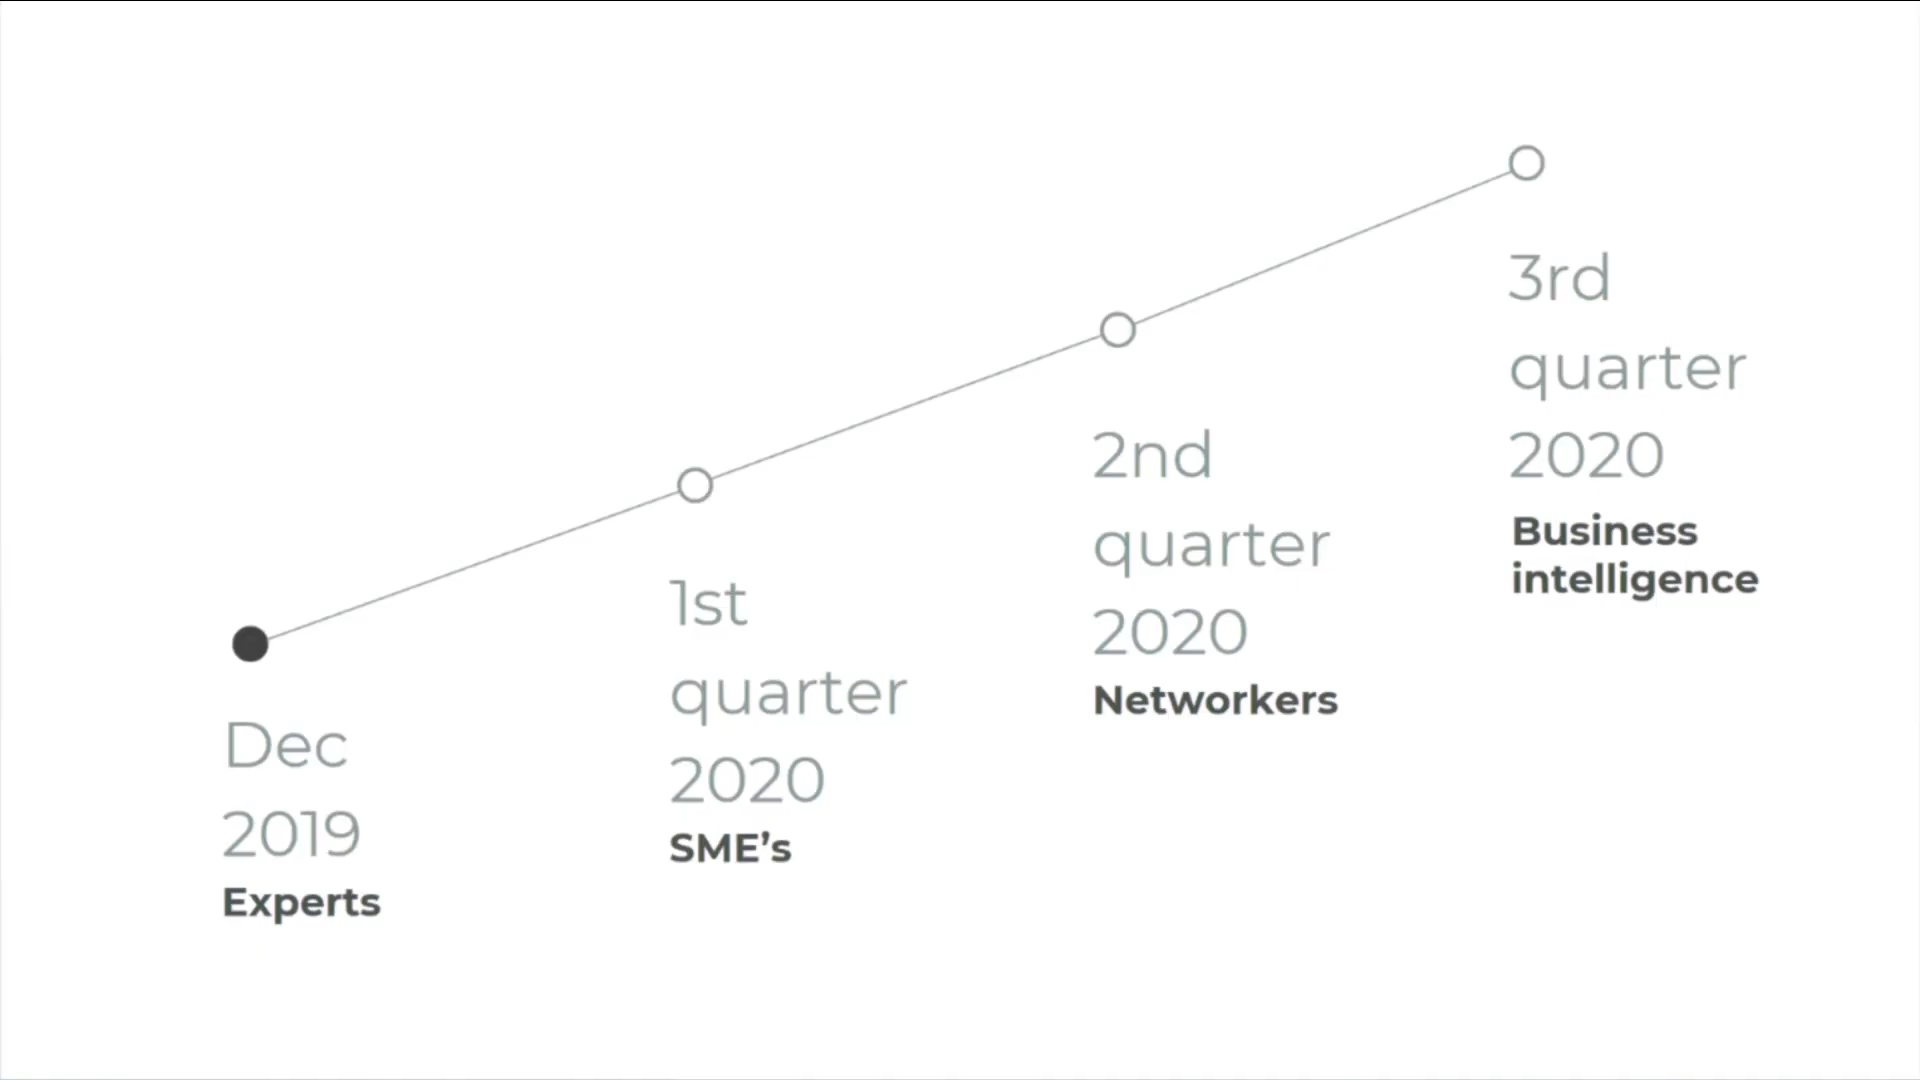 Dec
2019
Experts
1st
quarter
2020
SME’s
2nd
quarter
2020
Networkers
3rd
quarter
2020
Business
intelligence